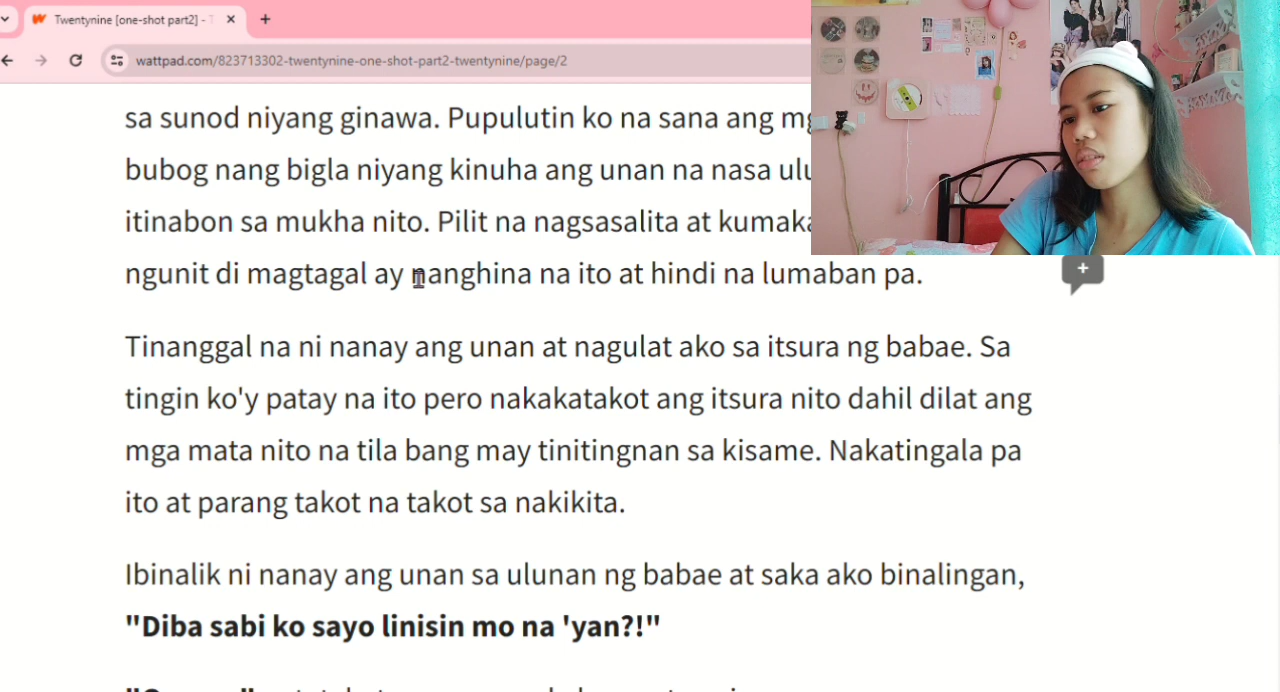 Twentynine [one-shot part2] -
wattpad.com/823713302-twentynine-one-shot-part2-twentynine/page/2
sa sunod niyang ginawa. Pupulutin ko na sana ang
bubog nang bigla niyang kinuha ang unan na nasa
itinabon sa mukha nito. Pilit na nagsasalita at
ngunit di magtagal ay nanghina na ito at hindi na lumaban pa.
Tinanggal na ni nanay ang unan at nagulat ako sa itsura ng babae. Sa
tingin ko'y patay na ito pero nakakatakot ang itsura nito dahil dilat ang
mga mata nito na tila bang may tinitingnan sa kisame. Nakatingala pa
ito at parang takot na takot sa nakikita.
Ibinalik ni nanay ang unan sa ulunan ng babae at saka ako binalingan,
"Diba sabi ko sayo linisin mo na 'yan?!"